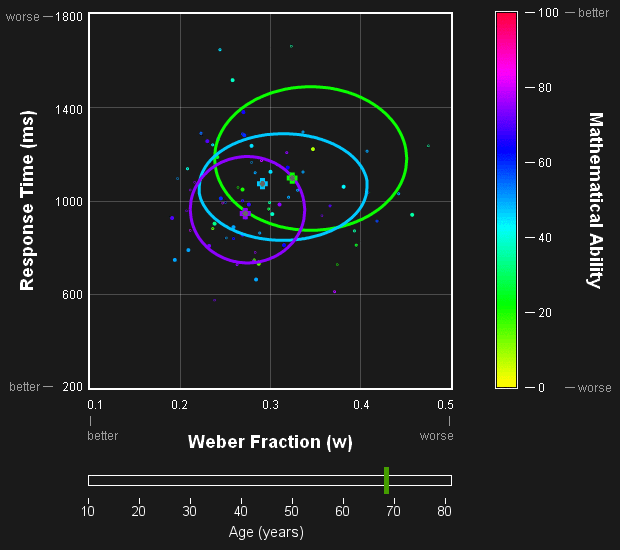 worse
1800
1400
1000
600
better
200
Response Time (ms)
0.1 0.2 0.3 0.4 0.5
better
worse
Weber Fraction (w)
100
better
80
60
40
20
0
worse
Mathematical Ability
10 20 30 40 50 60 70 80
Age (years)